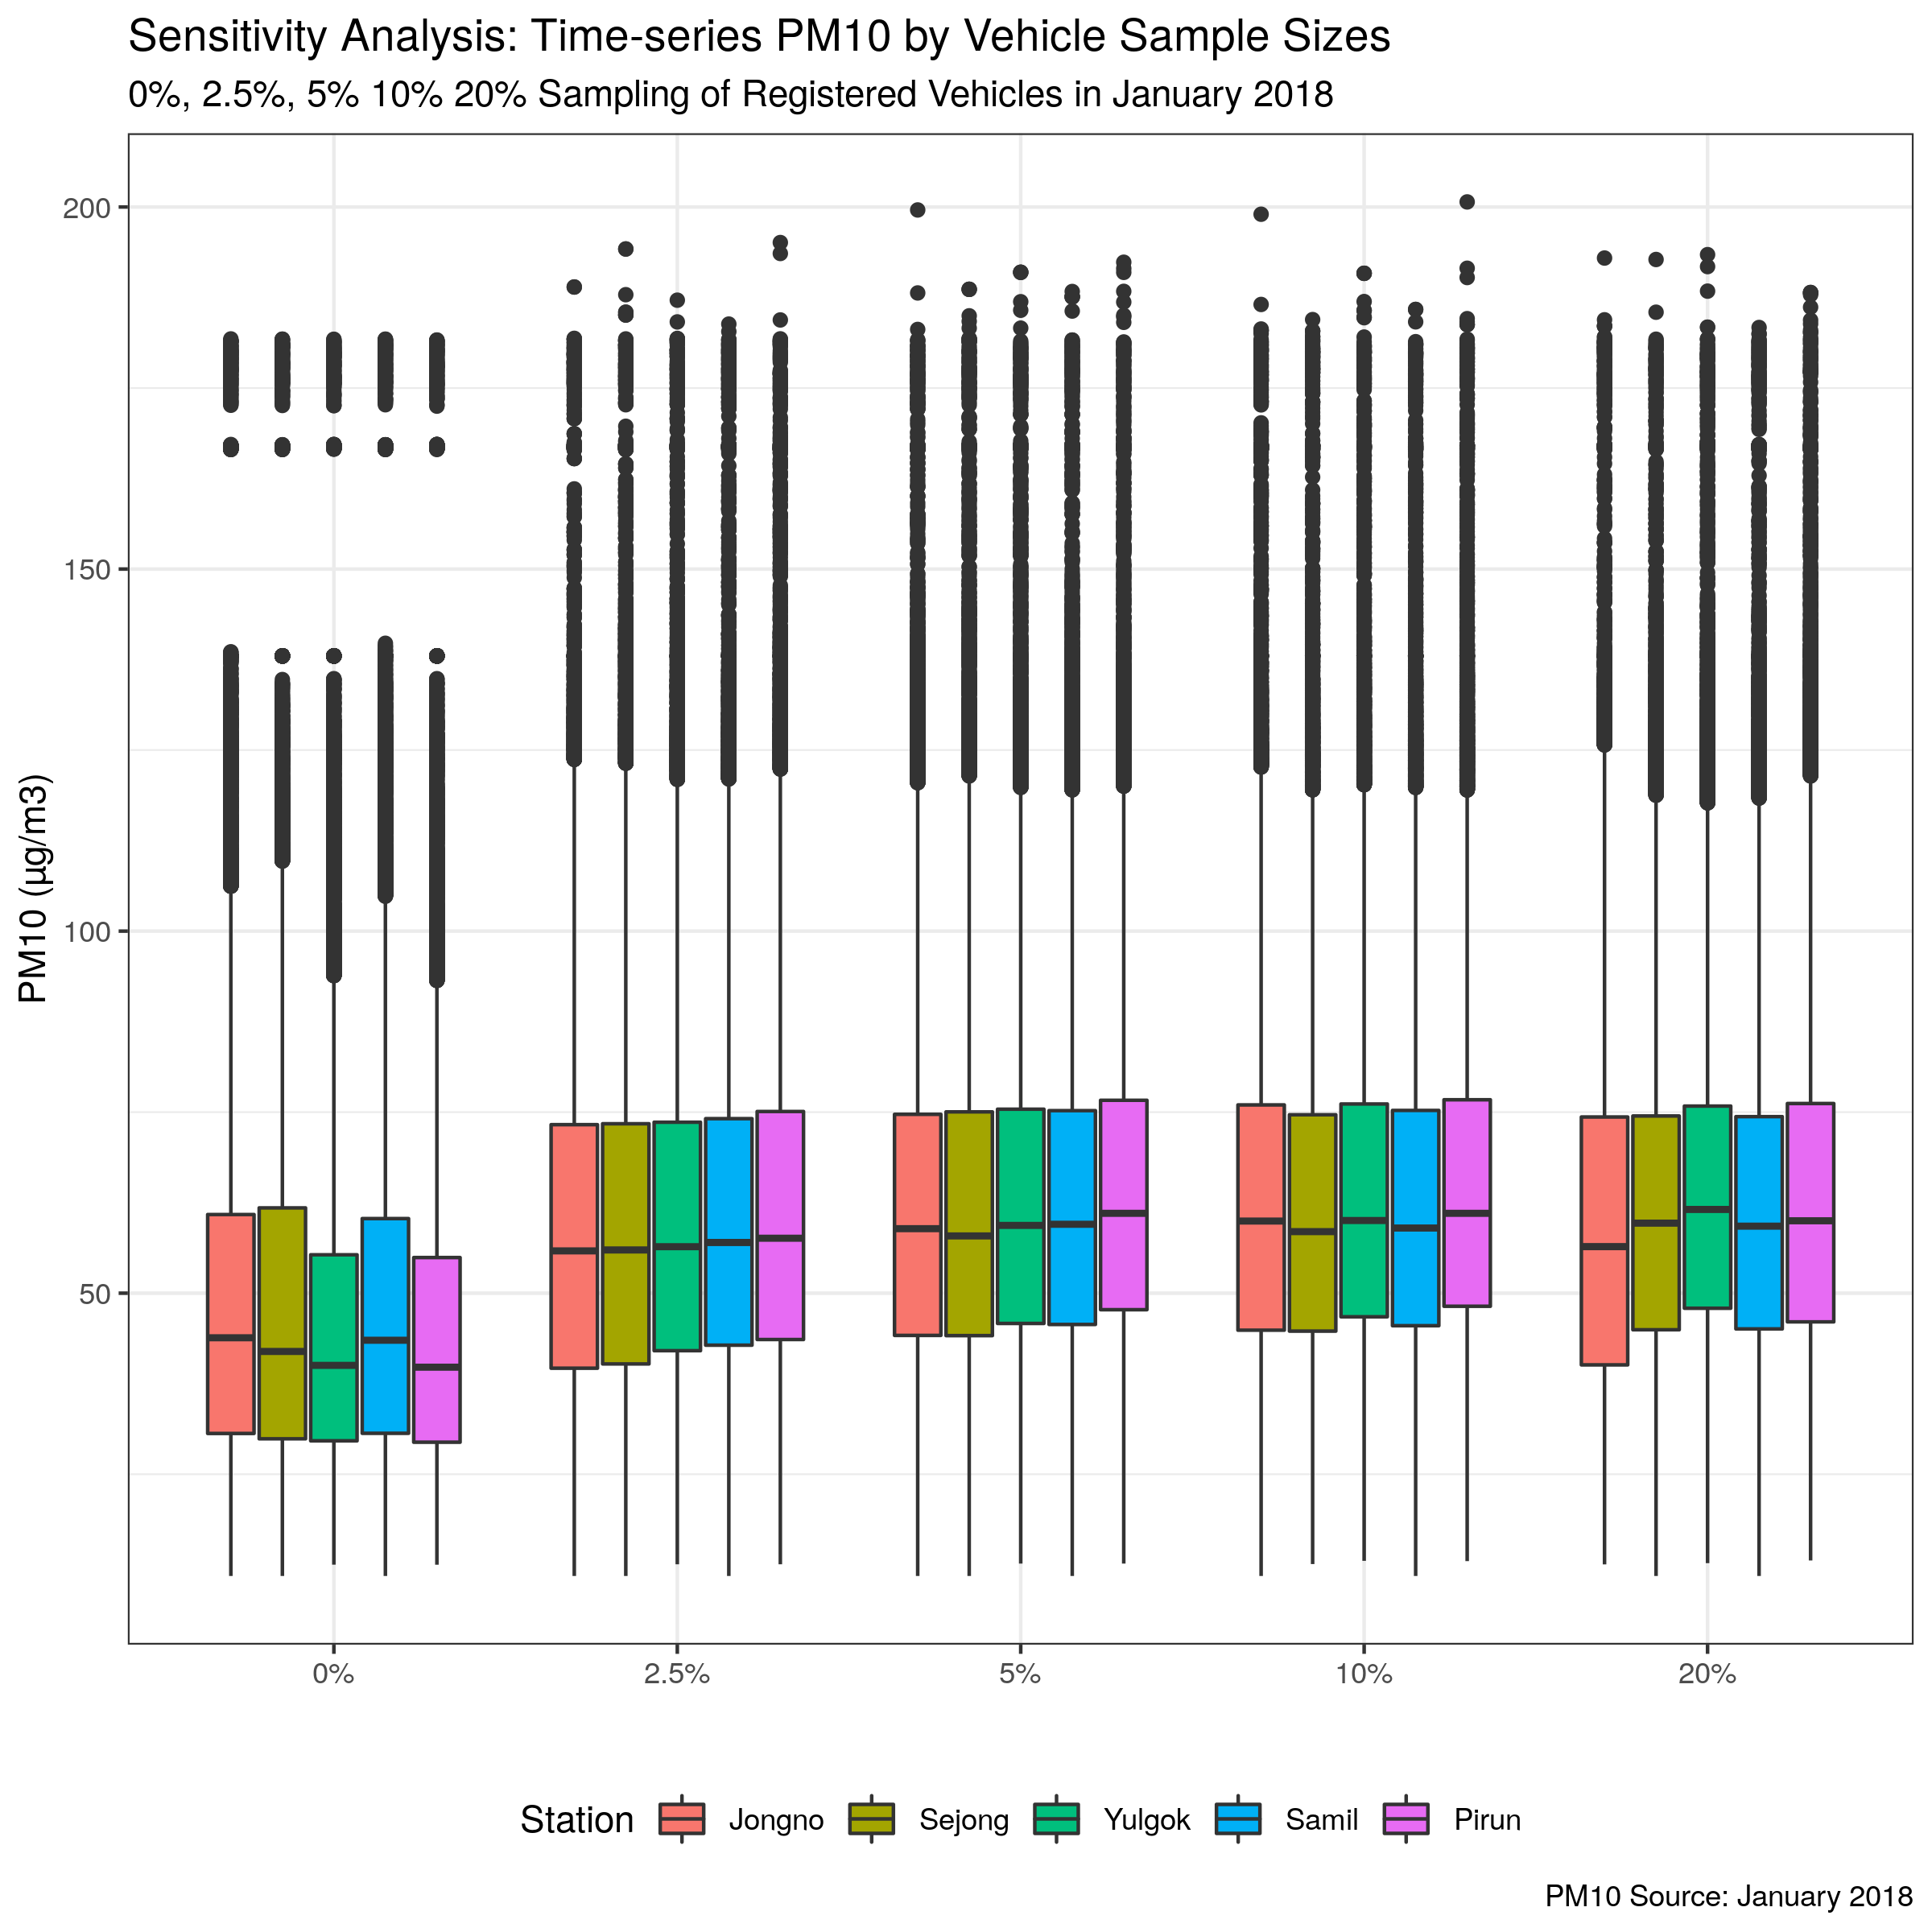 Sensitivity Analysis: Time-series PM10 by Vehicle Sample Sizes
0%, 2.5%, 5% 10% 20% Sampling of Registered Vehicles in January 2018
PM10 (µg/m3)
200
150
100
50
0% 2.5% 5% 10% 20%
Station Jongno Sejong Yulgok Samil Pirun
PM10 Source: January 2018